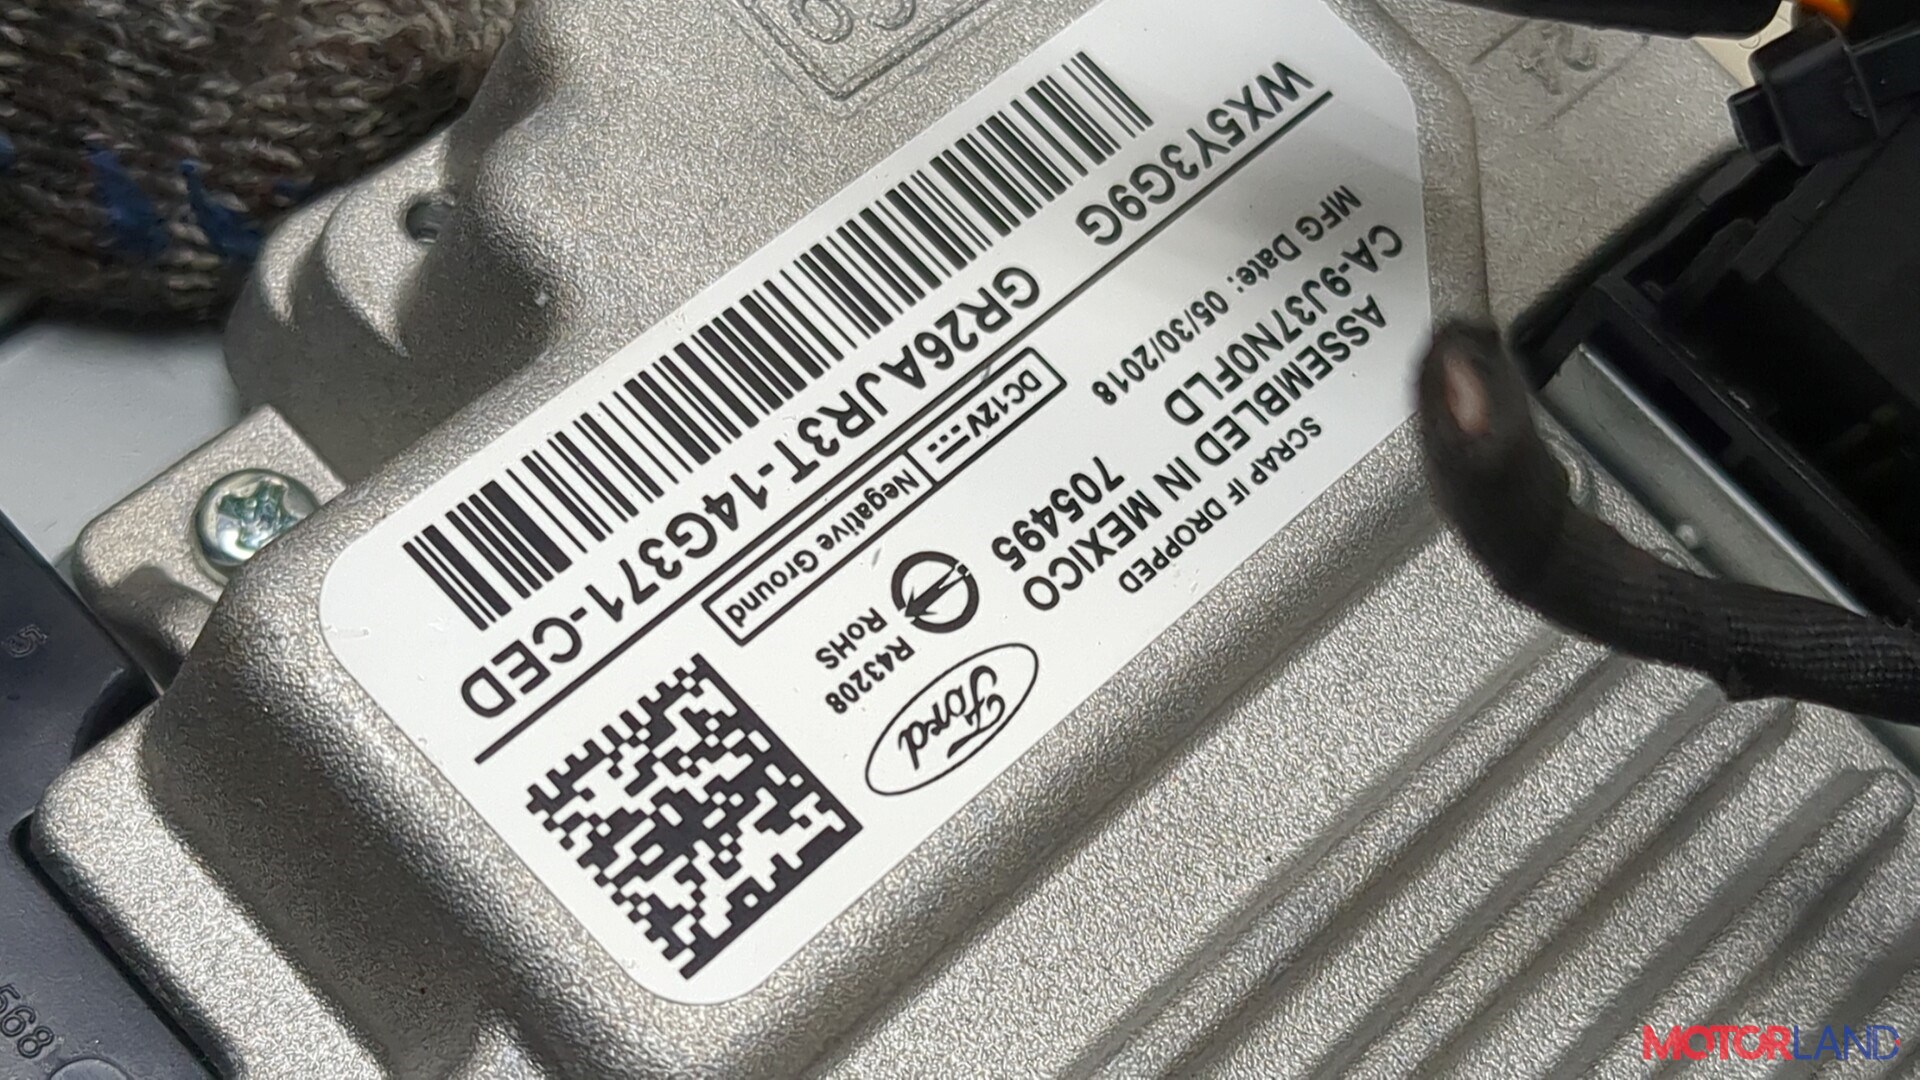 WX5Y3G9G
GR26AJR3T-14G371-CED
DC12V Negative Ground
MFG Date: 05/30/2018
CA-9J37N0FLD
705495
ASSEMBLED IN MEXICO
SCRAP IF DROPPED
RoHS
R43208
Ford
568
MOTORLAND